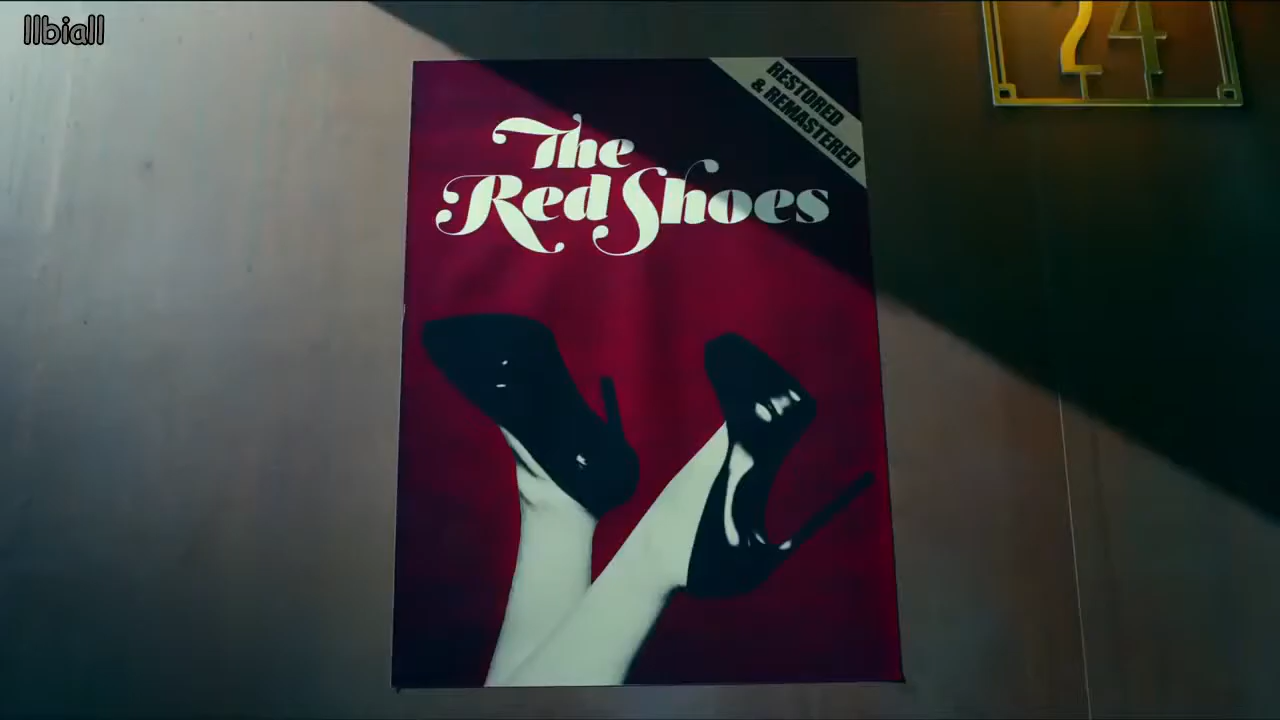 llbiall
24
RESTORED
& REMASTERED
The
Red Shoes